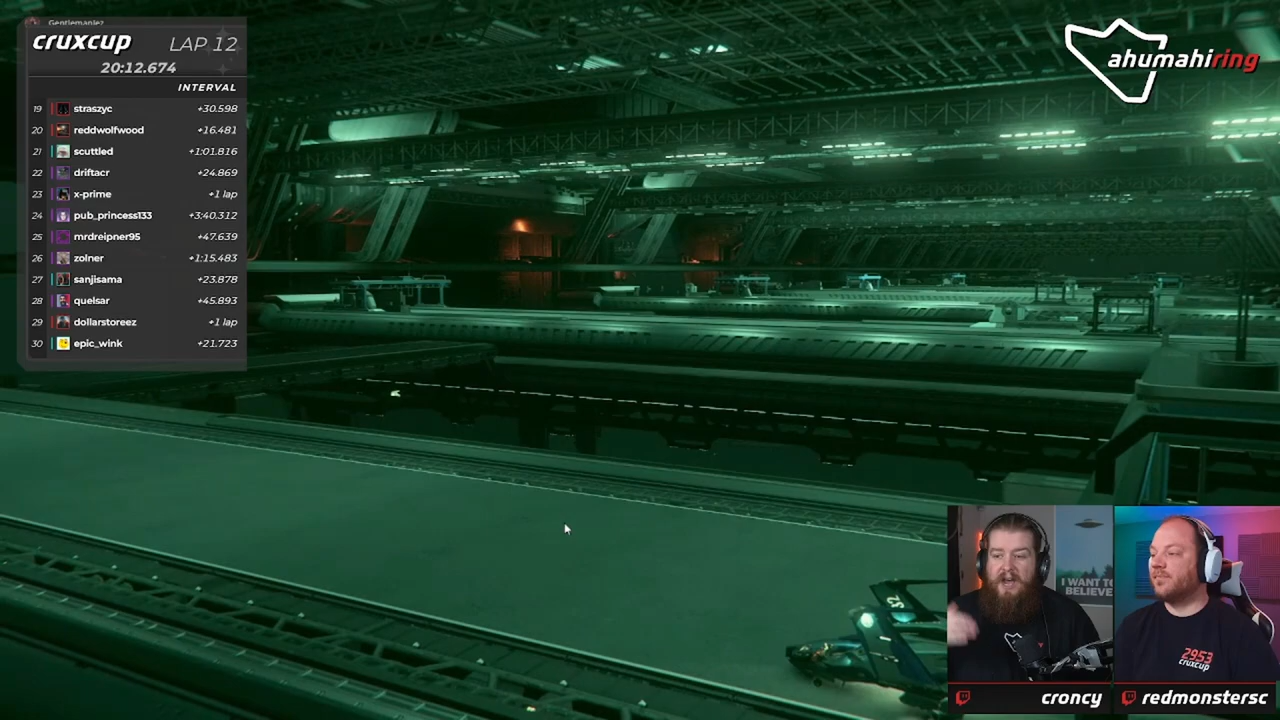 Gentlemaniez
cruxcup LAP 12
20:12.674
INTERVAL
19 straszyc +30.598
20 reddwolfwood +16.481
21 scuttled +1:01.816
22 driftacr +24.869
23 x-prime +1 lap
24 pub_princess133 +3:40.312
25 mrdreipner95 +47.639
26 zolner +1:15.483
27 sanjisama +23.878
28 quelsar +45.893
29 dollarstoreez +1 lap
30 epic_wink +21.723
ahumahiring
I WANT TO
BELIEVE
2953
cruxcup
croncy
redmonstersc